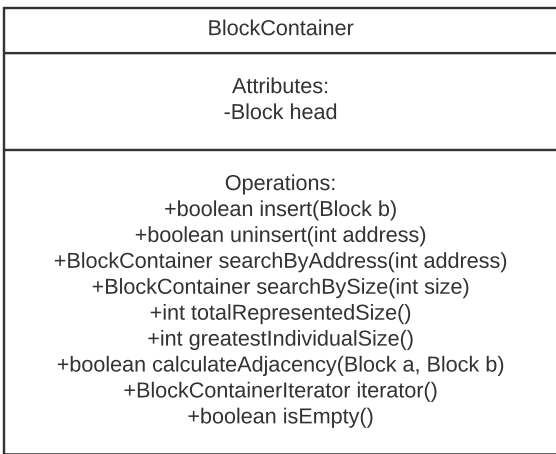 BlockContainer
Attributes:
-Block head
Operations:
+boolean insert(Block b)
+boolean uninsert(int address)
+BlockContainer searchByAddress(int address)
+BlockContainer searchBySize(int size)
+int totalRepresentedSize()
+int greatestIndividualSize()
+boolean calculateAdjacency(Block a, Block b)
+BlockContainerIterator iterator()
+boolean isEmpty()